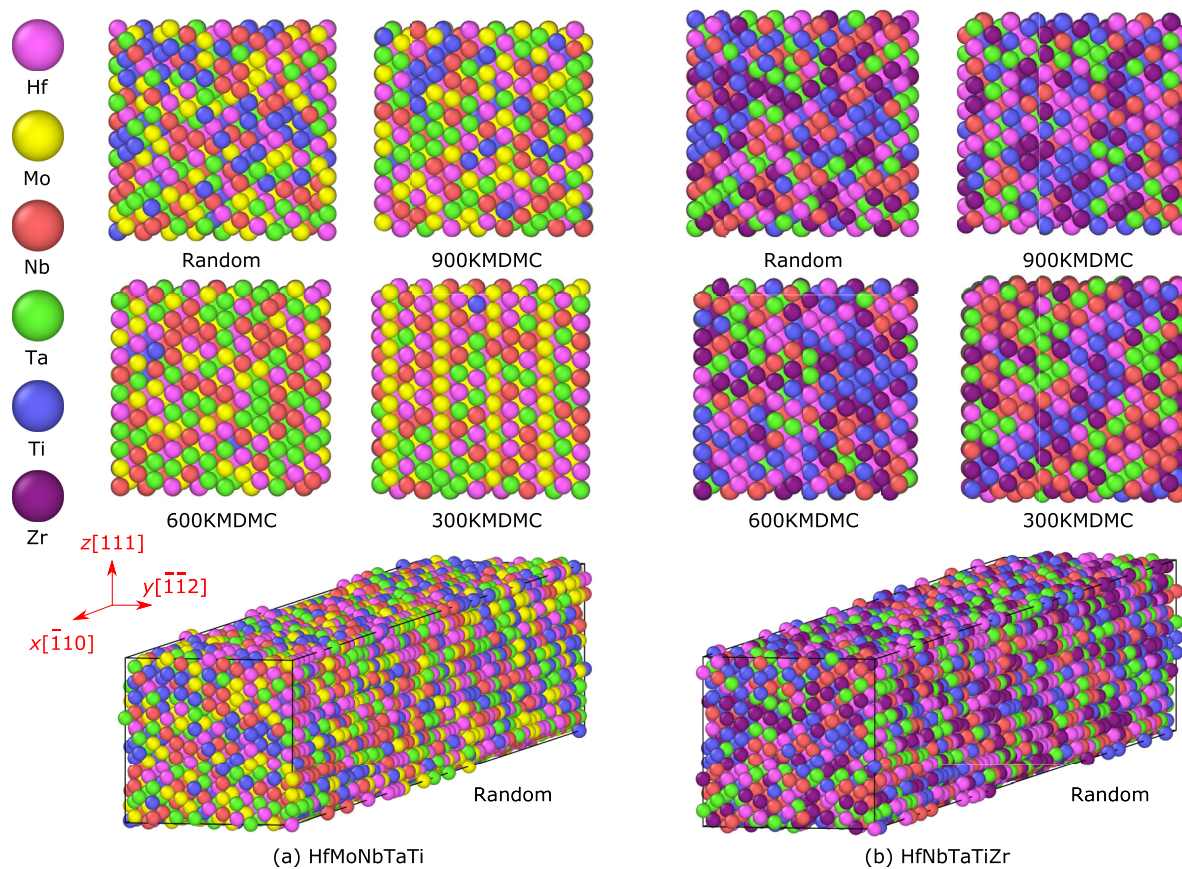 Hf
Mo
Nb
Ta
Ti
Zr
Random
900KMDMC
600KMDMC
300KMDMC
z[111]
y[1̅1̅2]
x[1̅10]
Random
(a) HfMoNbTaTi
Random
900KMDMC
600KMDMC
300KMDMC
Random
(b) HfNbTaTiZr